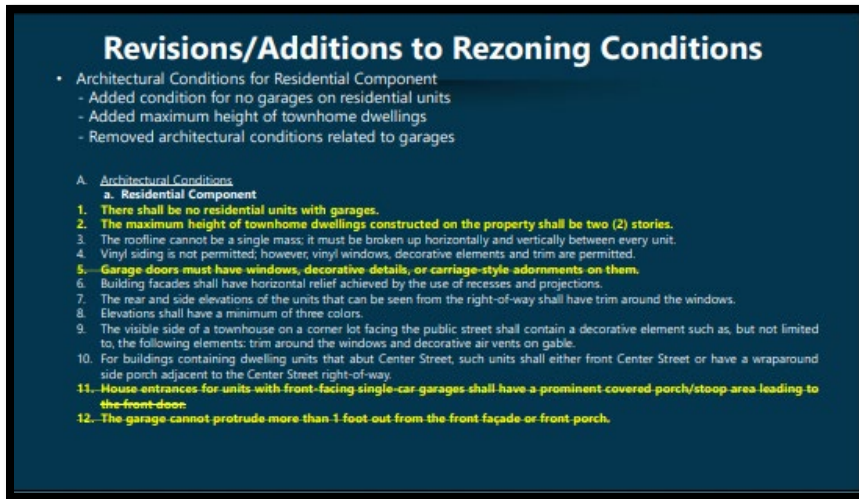 Revisions/Additions to Rezoning Conditions
• Architectural Conditions for Residential Component
- Added condition for no garages on residential units
- Added maximum height of townhome dwellings
- Removed architectural conditions related to garages
A. Architectural Conditions
a. Residential Component
1. There shall be no residential units with garages.
2. The maximum height of townhome dwellings constructed on the property shall be two (2) stories.
3. The roofline cannot be a single mass; it must be broken up horizontally and vertically between every unit.
4. Vinyl siding is not permitted; however, vinyl windows, decorative elements and trim are permitted.
5. Garage doors must have windows, decorative details, or carriage-style adornments on them.
6. Building facades shall have horizontal relief achieved by the use of recesses and projections.
7. The rear and side elevations of the units that can be seen from the right-of-way shall have trim around the windows.
8. Elevations shall have a minimum of three colors.
9. The visible side of a townhouse on a corner lot facing the public street shall contain a decorative element such as, but not limited
to, the following elements: trim around the windows and decorative air vents on gable.
10. For buildings containing dwelling units that abut Center Street, such units shall either front Center Street or have a wraparound
side porch adjacent to the Center Street right-of-way.
11. House entrances for units with front-facing single-car garages shall have a prominent covered porch/stoop area leading to
the front door.
12. The garage cannot protrude more than 1 foot out from the front façade or front porch.